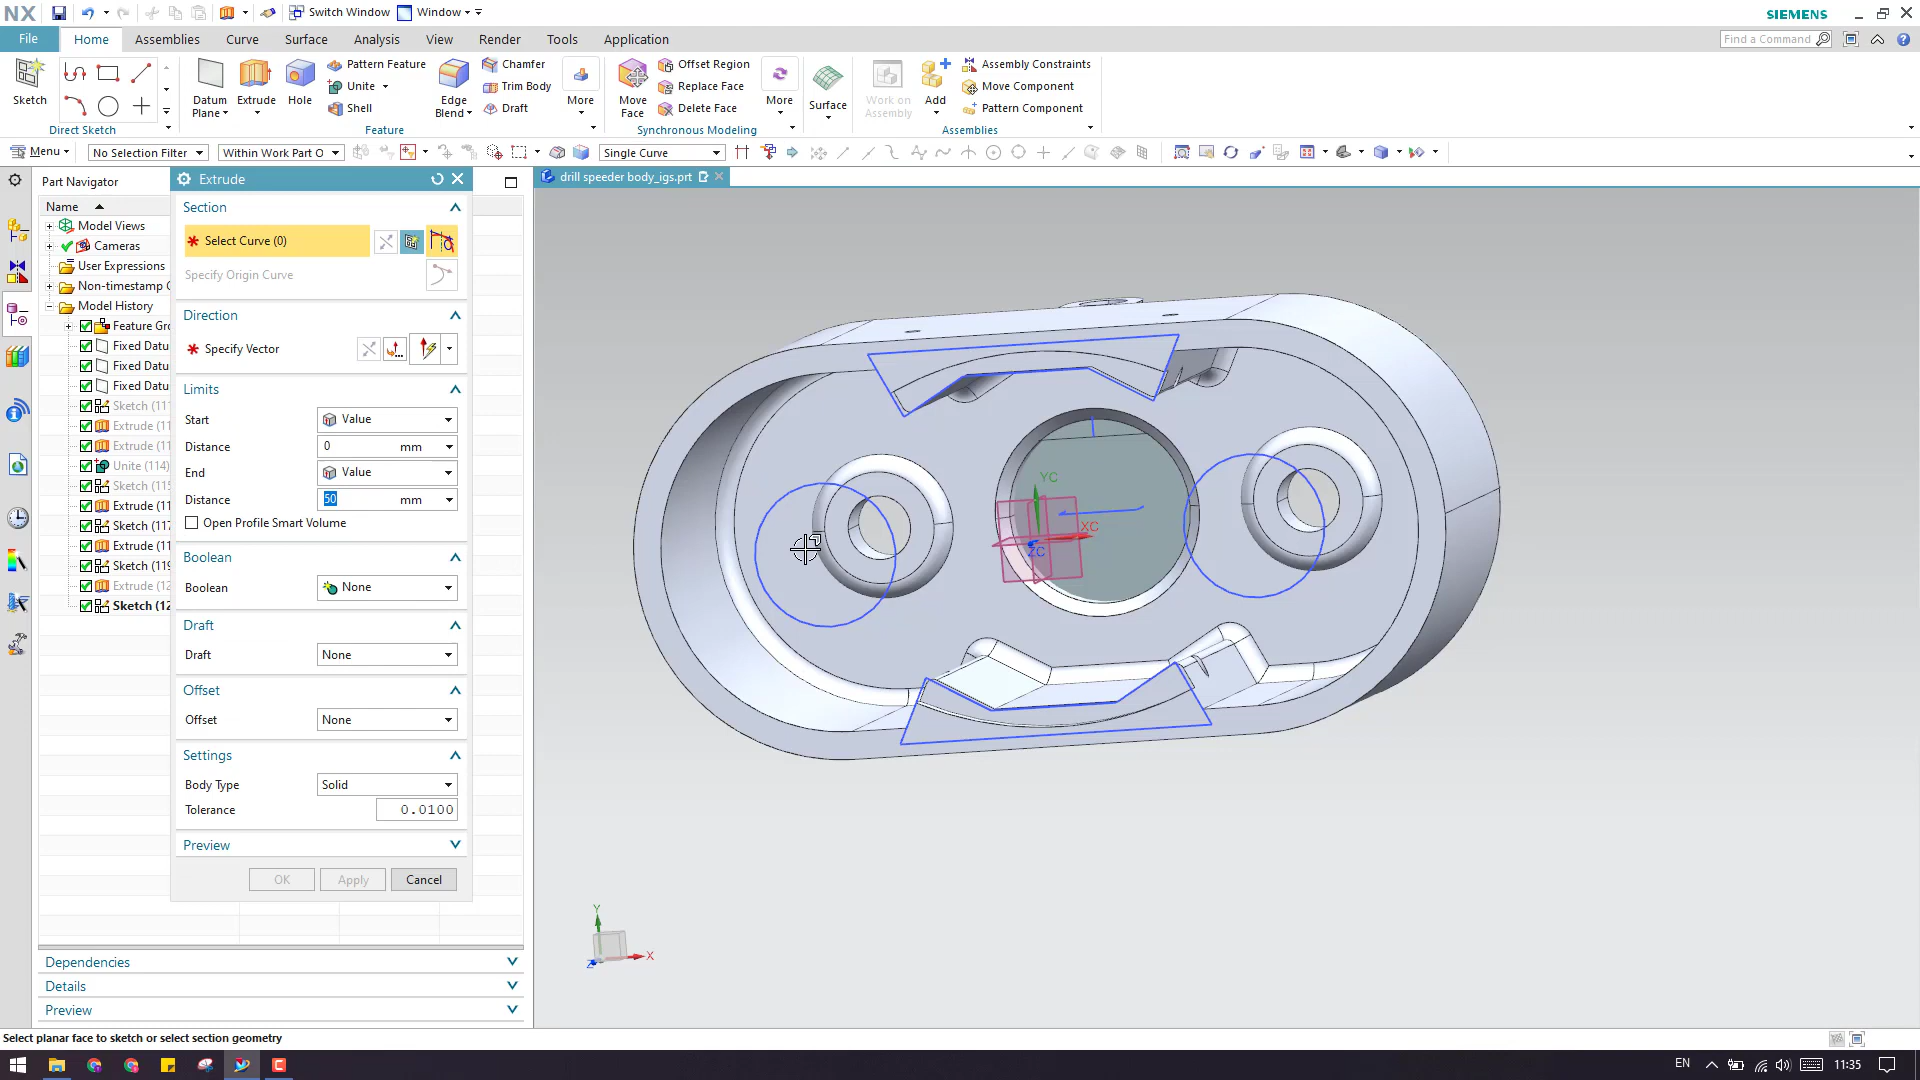 NX
Switch Window
Window
SIEMENS
File
Home
Assemblies
Curve
Surface
Analysis
View
Render
Tools
Application
Find a Command
Sketch
Direct Sketch
Datum Plane
Extrude
Hole
Pattern Feature
Unite
Shell
Edge Blend
Chamfer
Trim Body
Draft
More
Feature
Move Face
Offset Region
Replace Face
Delete Face
More
Synchronous Modeling
Surface
Work on Assembly
Add
Assembly Constraints
Move Component
Pattern Component
Assemblies
Menu
No Selection Filter
Within Work Part O
Single Curve
Part Navigator
Name
Model Views
Cameras
User Expressions
Non-timestamp G
Model History
Feature Gro
Fixed Datu
Fixed Datu
Fixed Datu
Sketch (11
Extrude (11
Unite (114)
Sketch (115
Extrude (11
Sketch (117
Extrude (11
Sketch (119
Extrude (12
Sketch (12
Extrude
Section
* Select Curve (0)
Specify Origin Curve
Direction
* Specify Vector
Limits
Start
Value
Distance
0 mm
End
Value
Distance
50 mm
Open Profile Smart Volume
Boolean
Boolean
None
Draft
Draft
None
Offset
Offset
None
Settings
Body Type
Solid
Tolerance
0.0100
Preview
OK
Apply
Cancel
Dependencies
Details
Preview
drill speeder body_igs.prt
YC
XC
ZC
Y
X
Z
Select planar face to sketch or select section geometry
EN
11:35